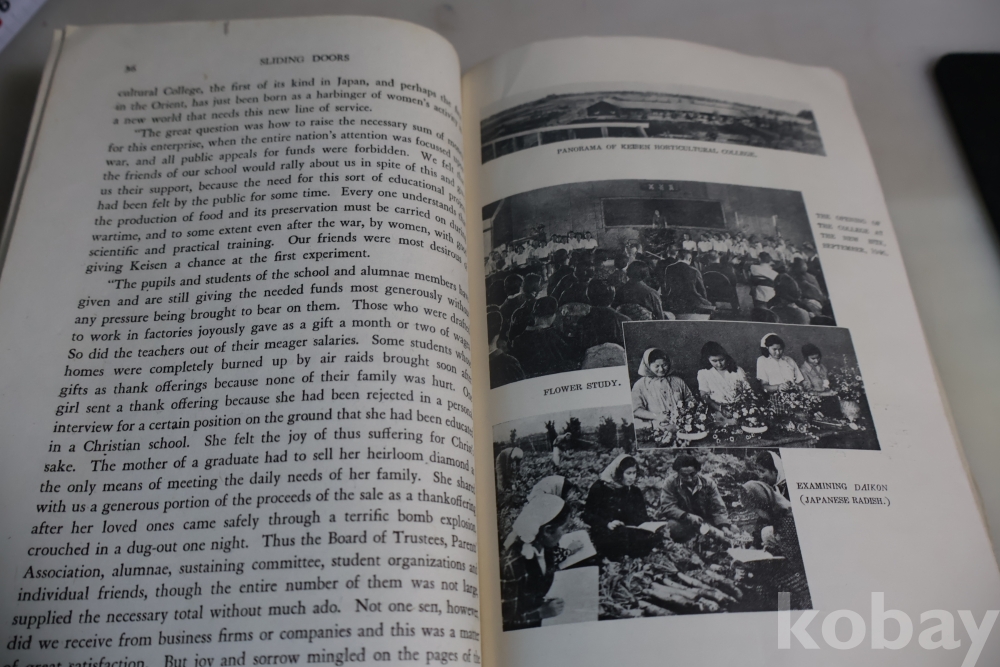 36
SLIDING DOORS
cultural College, the first of its kind in Japan, and perhaps the
in the Orient, has just been born as a harbinger of women's
a new world that needs this new line of service.
"The great question was how to raise the necessary sum of
for this enterprise, when the entire nation's attention was focussed
war, and all public appeals for funds were forbidden. We
the friends of our school would rally about us in spite of this and
us their support, because the need for this sort of educational
had been felt by the public for some time. Every one understands
the production of food and its preservation must be carried on
wartime, and to some extent even after the war, by women, with
scientific and practical training. Our friends were most desirous
giving Keisen a chance at the first experiment.
"The pupils and students of the school and alumnae members
given and are still giving the needed funds most generously
any pressure being brought to bear on them. Those who were
to work in factories joyously gave as a gift a month or two of
So did the teachers out of their meager salaries. Some students
homes were completely burned up by air raids brought soon
gifts as thank offerings because none of their family was hurt.
girl sent a thank offering because she had been rejected in a
interview for a certain position on the ground that she had been
in a Christian school. She felt the joy of thus suffering for
sake. The mother of a graduate had to sell her heirloom diamond
the only means of meeting the daily needs of her family. She
with us a generous portion of the proceeds of the sale as a
after her loved ones came safely through a terrific bomb
crouched in a dug-out one night. Thus the Board of Trustees,
Association, alumnae, sustaining committee, student organizations
individual friends, though the entire number of them was not
supplied the necessary total without much ado. Not one sen,
did we receive from business firms or companies and this was a
of great satisfaction. But joy and sorrow mingled on the pages of
PANORAMA OF KEISEN HORTICULTURAL COLLEGE.
THE OPENING OF
THE COLLEGE AT
THE NEW SITE,
SEPTEMBER,
FLOWER STUDY.
EXAMINING DAIKON
(JAPANESE RADISH.)
kobay